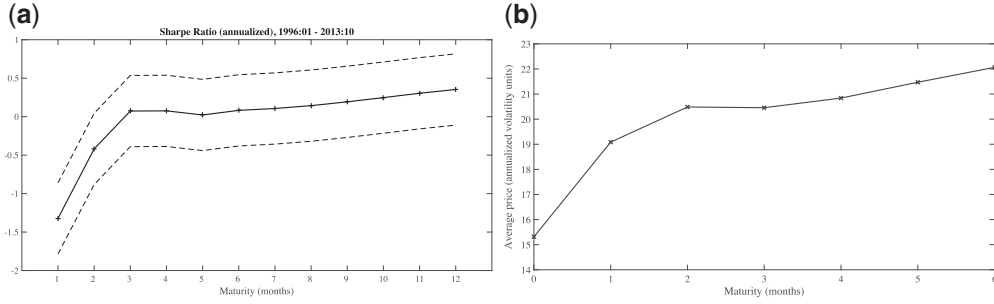 (a)
Sharpe Ratio (annualized), 1996:01 - 2013:10
1
0.5
0
-0.5
-1
-1.5
-2
1 2 3 4 5 6 7 8 9 10 11 12
Maturity (months)
(b)
Average price (annualized volatility units)
23
22
21
20
19
18
17
16
15
14
0 1 2 3 4 5 6
Maturity (months)